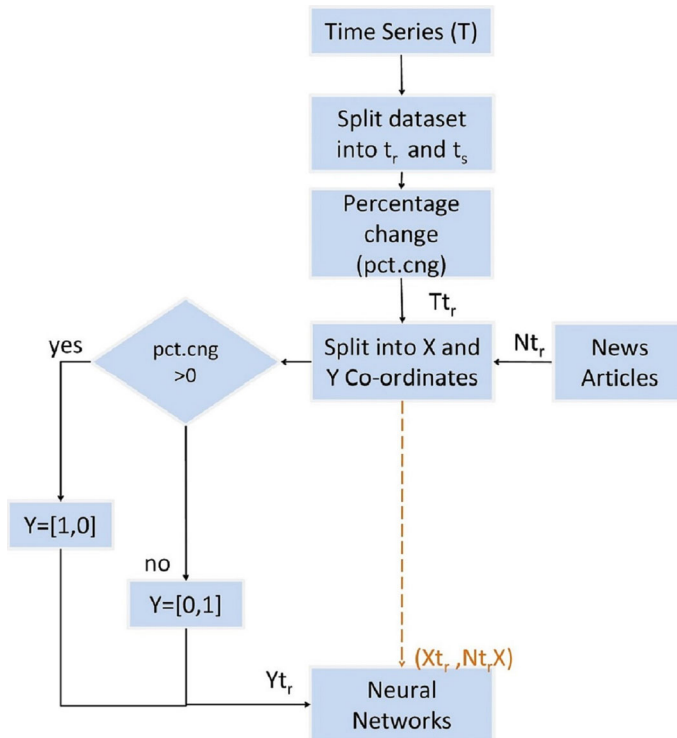 Time Series (T)
Split dataset
into tᵣ and tₛ
Percentage
change
(pct.cng)
Ttᵣ
yes
pct.cng
>0
Split into X and
Y Co-ordinates
Ntᵣ
News
Articles
Y=[1,0]
no
Y=[0,1]
(Xtᵣ ,NtᵣX)
Ytᵣ
Neural
Networks